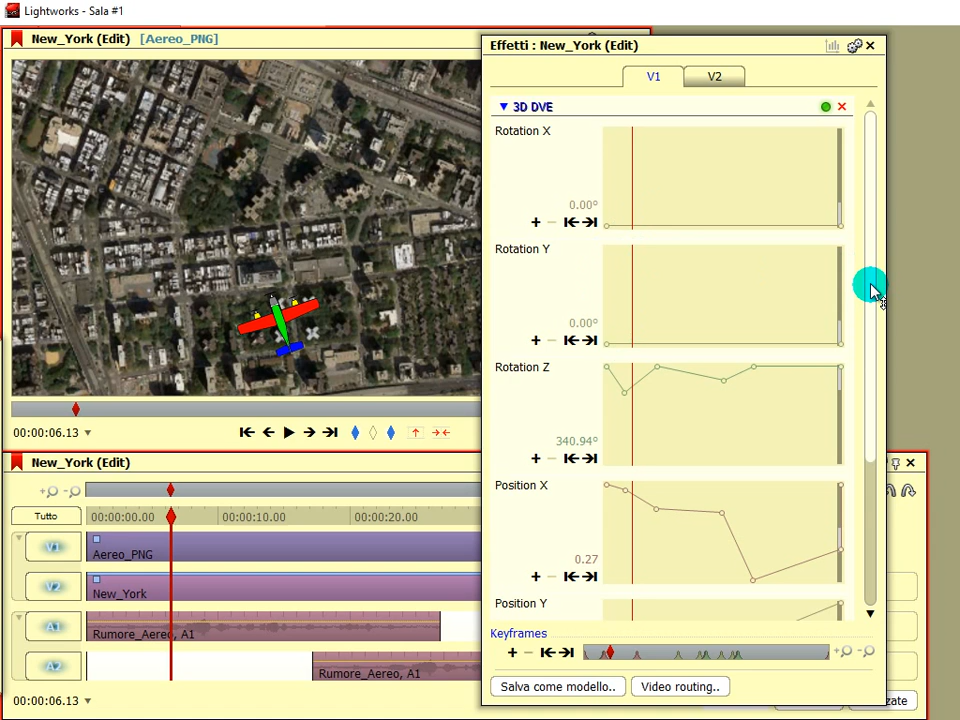 Lightworks - Sala #1
New_York (Edit) [Aereo_PNG]
Effetti : New_York (Edit)
V1 V2
3D DVE
Rotation X
0.00°
Rotation Y
0.00°
Rotation Z
340.94°
Position X
0.27
Position Y
Keyframes
Salva come modello.. Video routing..
00:00:06.13
New_York (Edit)
Tutto
00:00:00.00 00:00:10.00 00:00:20.00
V1
Aereo_PNG
V2
New_York
A1
Rumore_Aereo, A1
A2
Rumore_Aereo, A1
00:00:06.13
zate